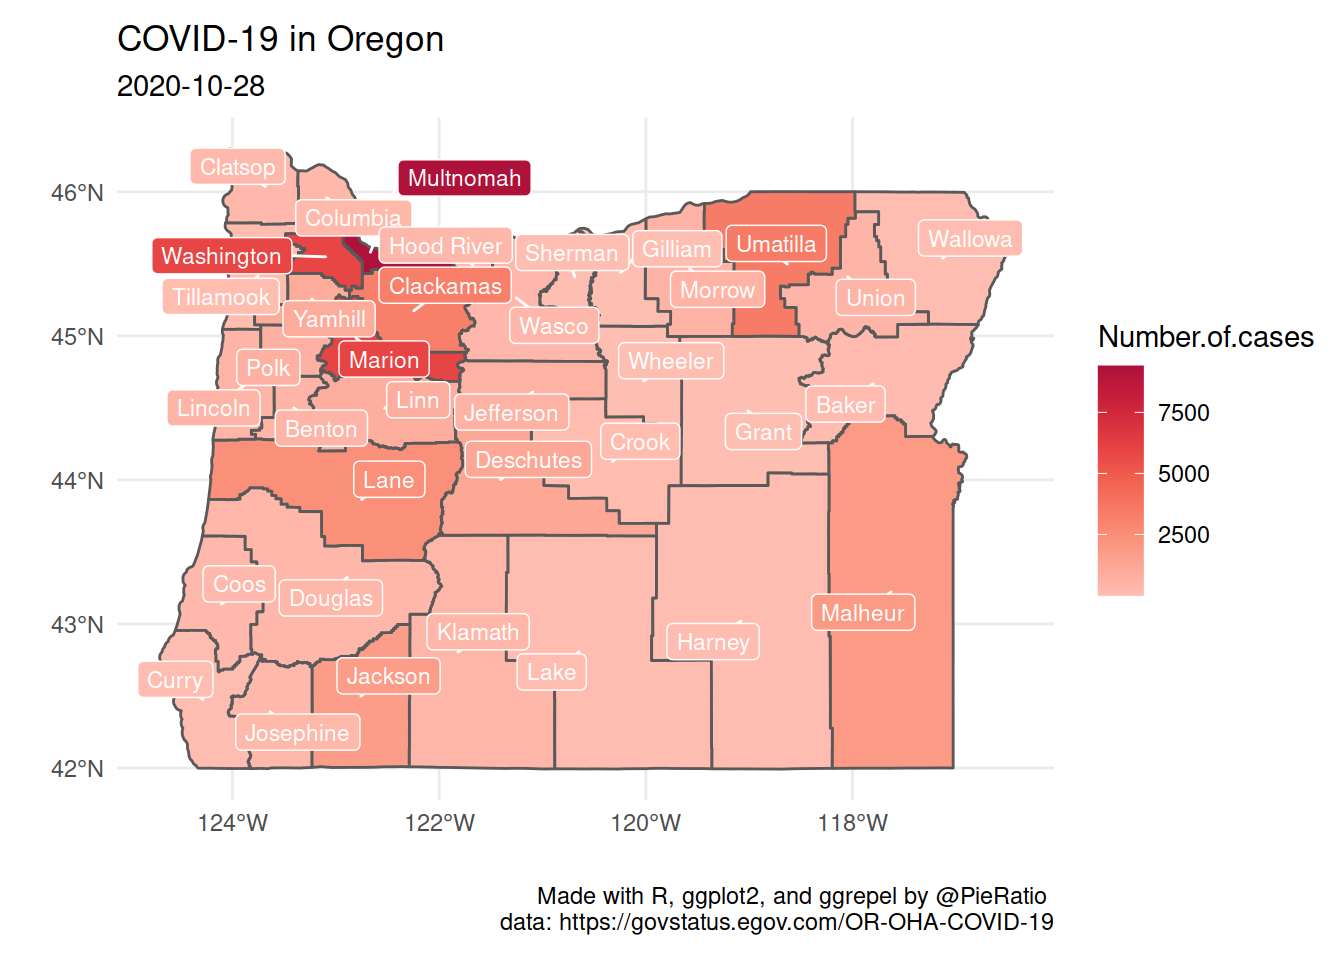 COVID-19 in Oregon
2020-10-28
Clatsop
Multnomah
46°N
Columbia
Hood River
Sherman
Gilliam
Umatilla
Wallowa
Washington
Tillamook
Clackamas
Morrow
Union
Yamhill
Wasco
45°N
Marion
Wheeler
Polk
Linn
Lincoln
Jefferson
Baker
Benton
Crook
Grant
Deschutes
44°N
Lane
Coos
Douglas
Malheur
43°N
Klamath
Harney
Curry
Jackson
Lake
Josephine
42°N
124°W
122°W
120°W
118°W
Number.of.cases
7500
5000
2500
Made with R, ggplot2, and ggrepel by @PieRatio
data: https://govstatus.egov.com/OR-OHA-COVID-19